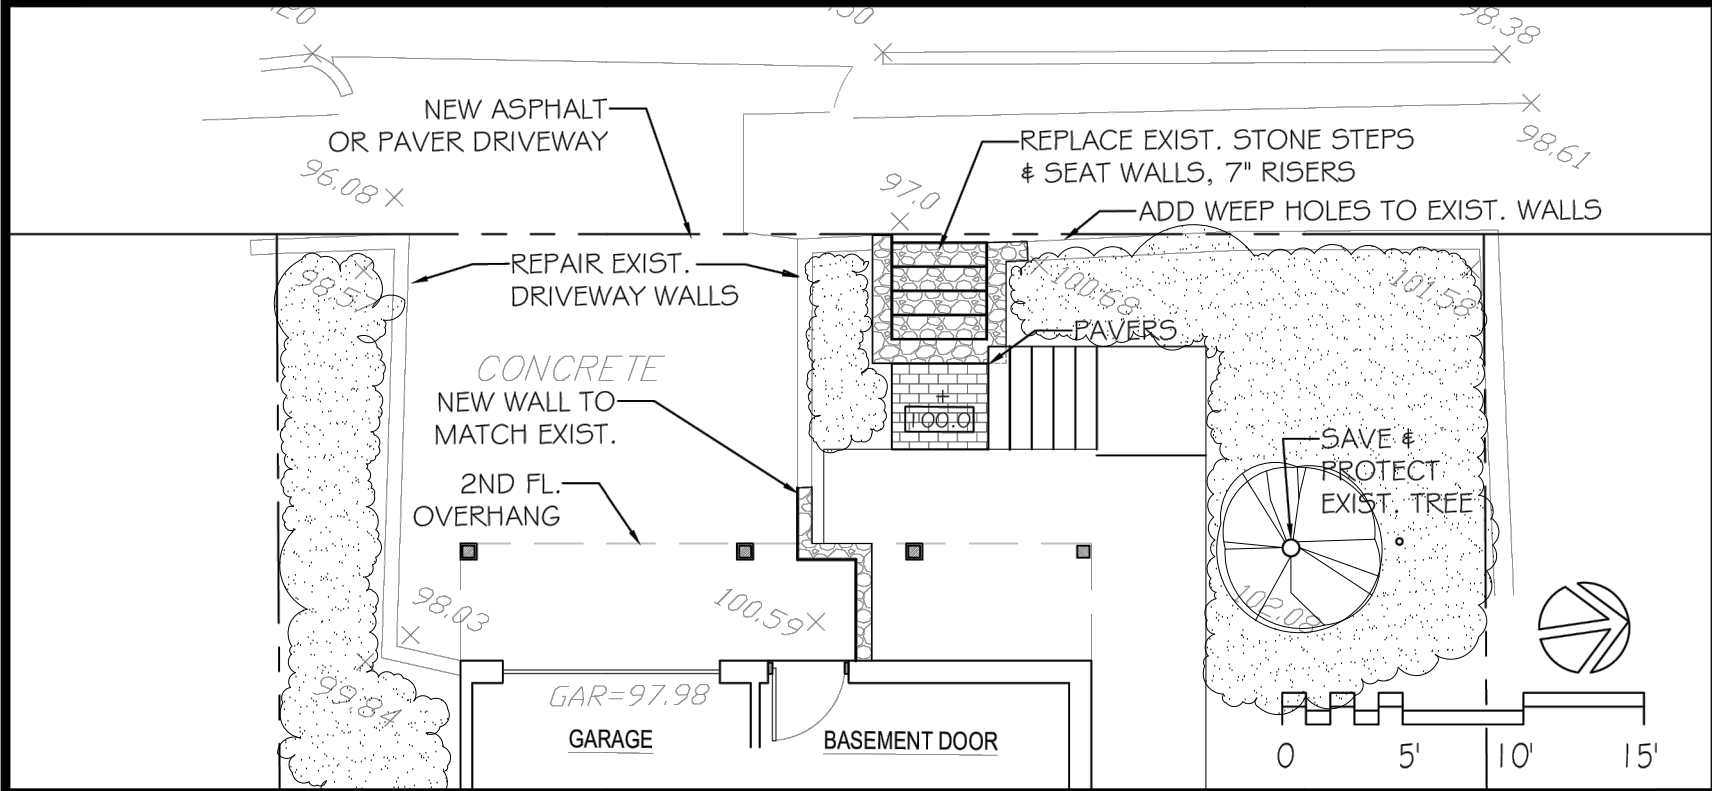 98.38
NEW ASPHALT
OR PAVER DRIVEWAY
REPLACE EXIST. STONE STEPS
& SEAT WALLS, 7" RISERS
98.61
96.08
97.0
ADD WEEP HOLES TO EXIST. WALLS
REPAIR EXIST.
DRIVEWAY WALLS
98.57
100.68
101.58
PAVERS
CONCRETE
NEW WALL TO
MATCH EXIST.
100.0
SAVE &
PROTECT
EXIST. TREE
2ND FL.
OVERHANG
98.03
100.59
102.08
99.84
GAR=97.98
GARAGE
BASEMENT DOOR
0 5' 10' 15'